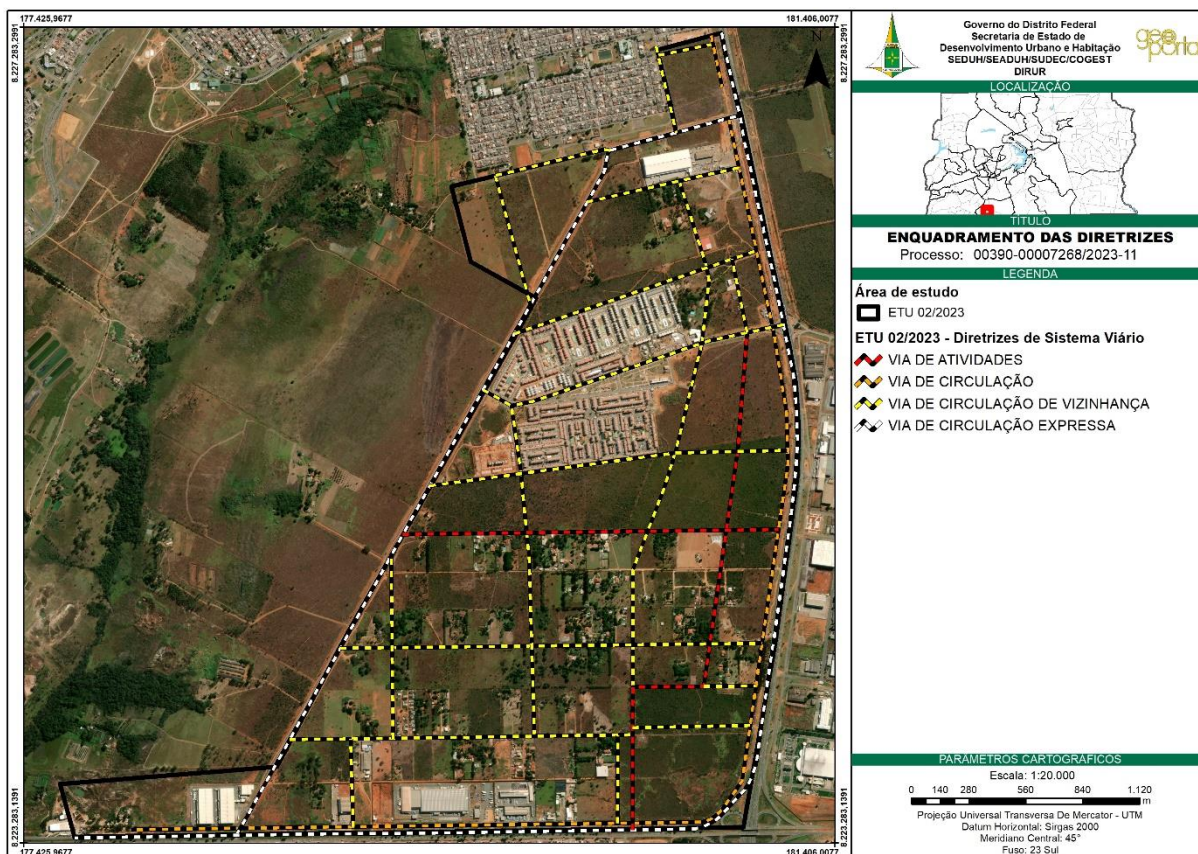 177.425,9677
181.406,0077
8.227.283,2991
8.227.283,2991
N
8.223.283,1391
8.223.283,1391
177.425,9677
181.406,0077
Governo do Distrito Federal
Secretaria de Estado de
Desenvolvimento Urbano e Habitação
SEDUH/SEADUH/SUDEC/COGEST
DIRUR
geo
portal
LOCALIZAÇÃO
TÍTULO
ENQUADRAMENTO DAS DIRETRIZES
Processo: 00390-00007268/2023-11
LEGENDA
Área de estudo
ETU 02/2023
ETU 02/2023 - Diretrizes de Sistema Viário
VIA DE ATIVIDADES
VIA DE CIRCULAÇÃO
VIA DE CIRCULAÇÃO DE VIZINHANÇA
VIA DE CIRCULAÇÃO EXPRESSA
PARÂMETROS CARTOGRÁFICOS
Escala: 1:20.000
0 140 280 560 840 1.120
m
Projeção Universal Transversa De Mercator - UTM
Datum Horizontal: Sirgas 2000
Meridiano Central: 45°
Fuso: 23 Sul